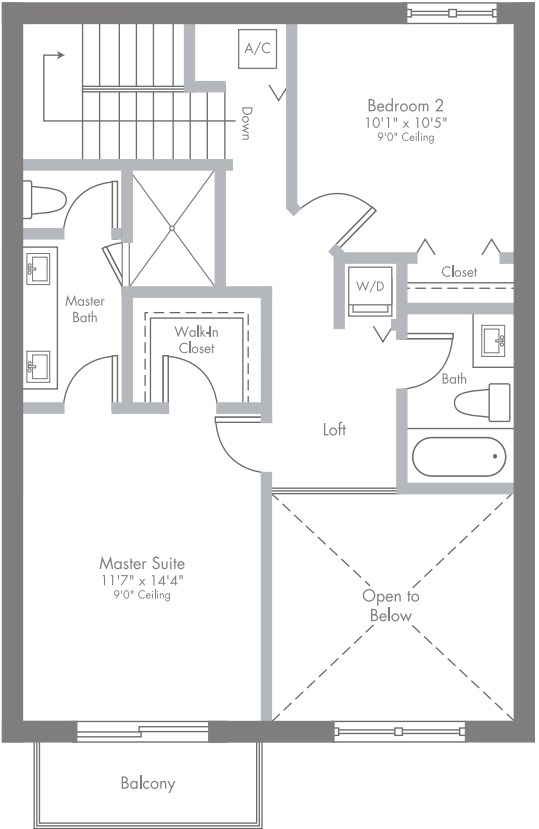 A/C
Down
Bedroom 2
10'1" x 10'5"
9'0" Ceiling
W/D
Closet
Master
Bath
Walk-In
Closet
Bath
Loft
Master Suite
11'7" x 14'4"
9'0" Ceiling
Open to
Below
Balcony